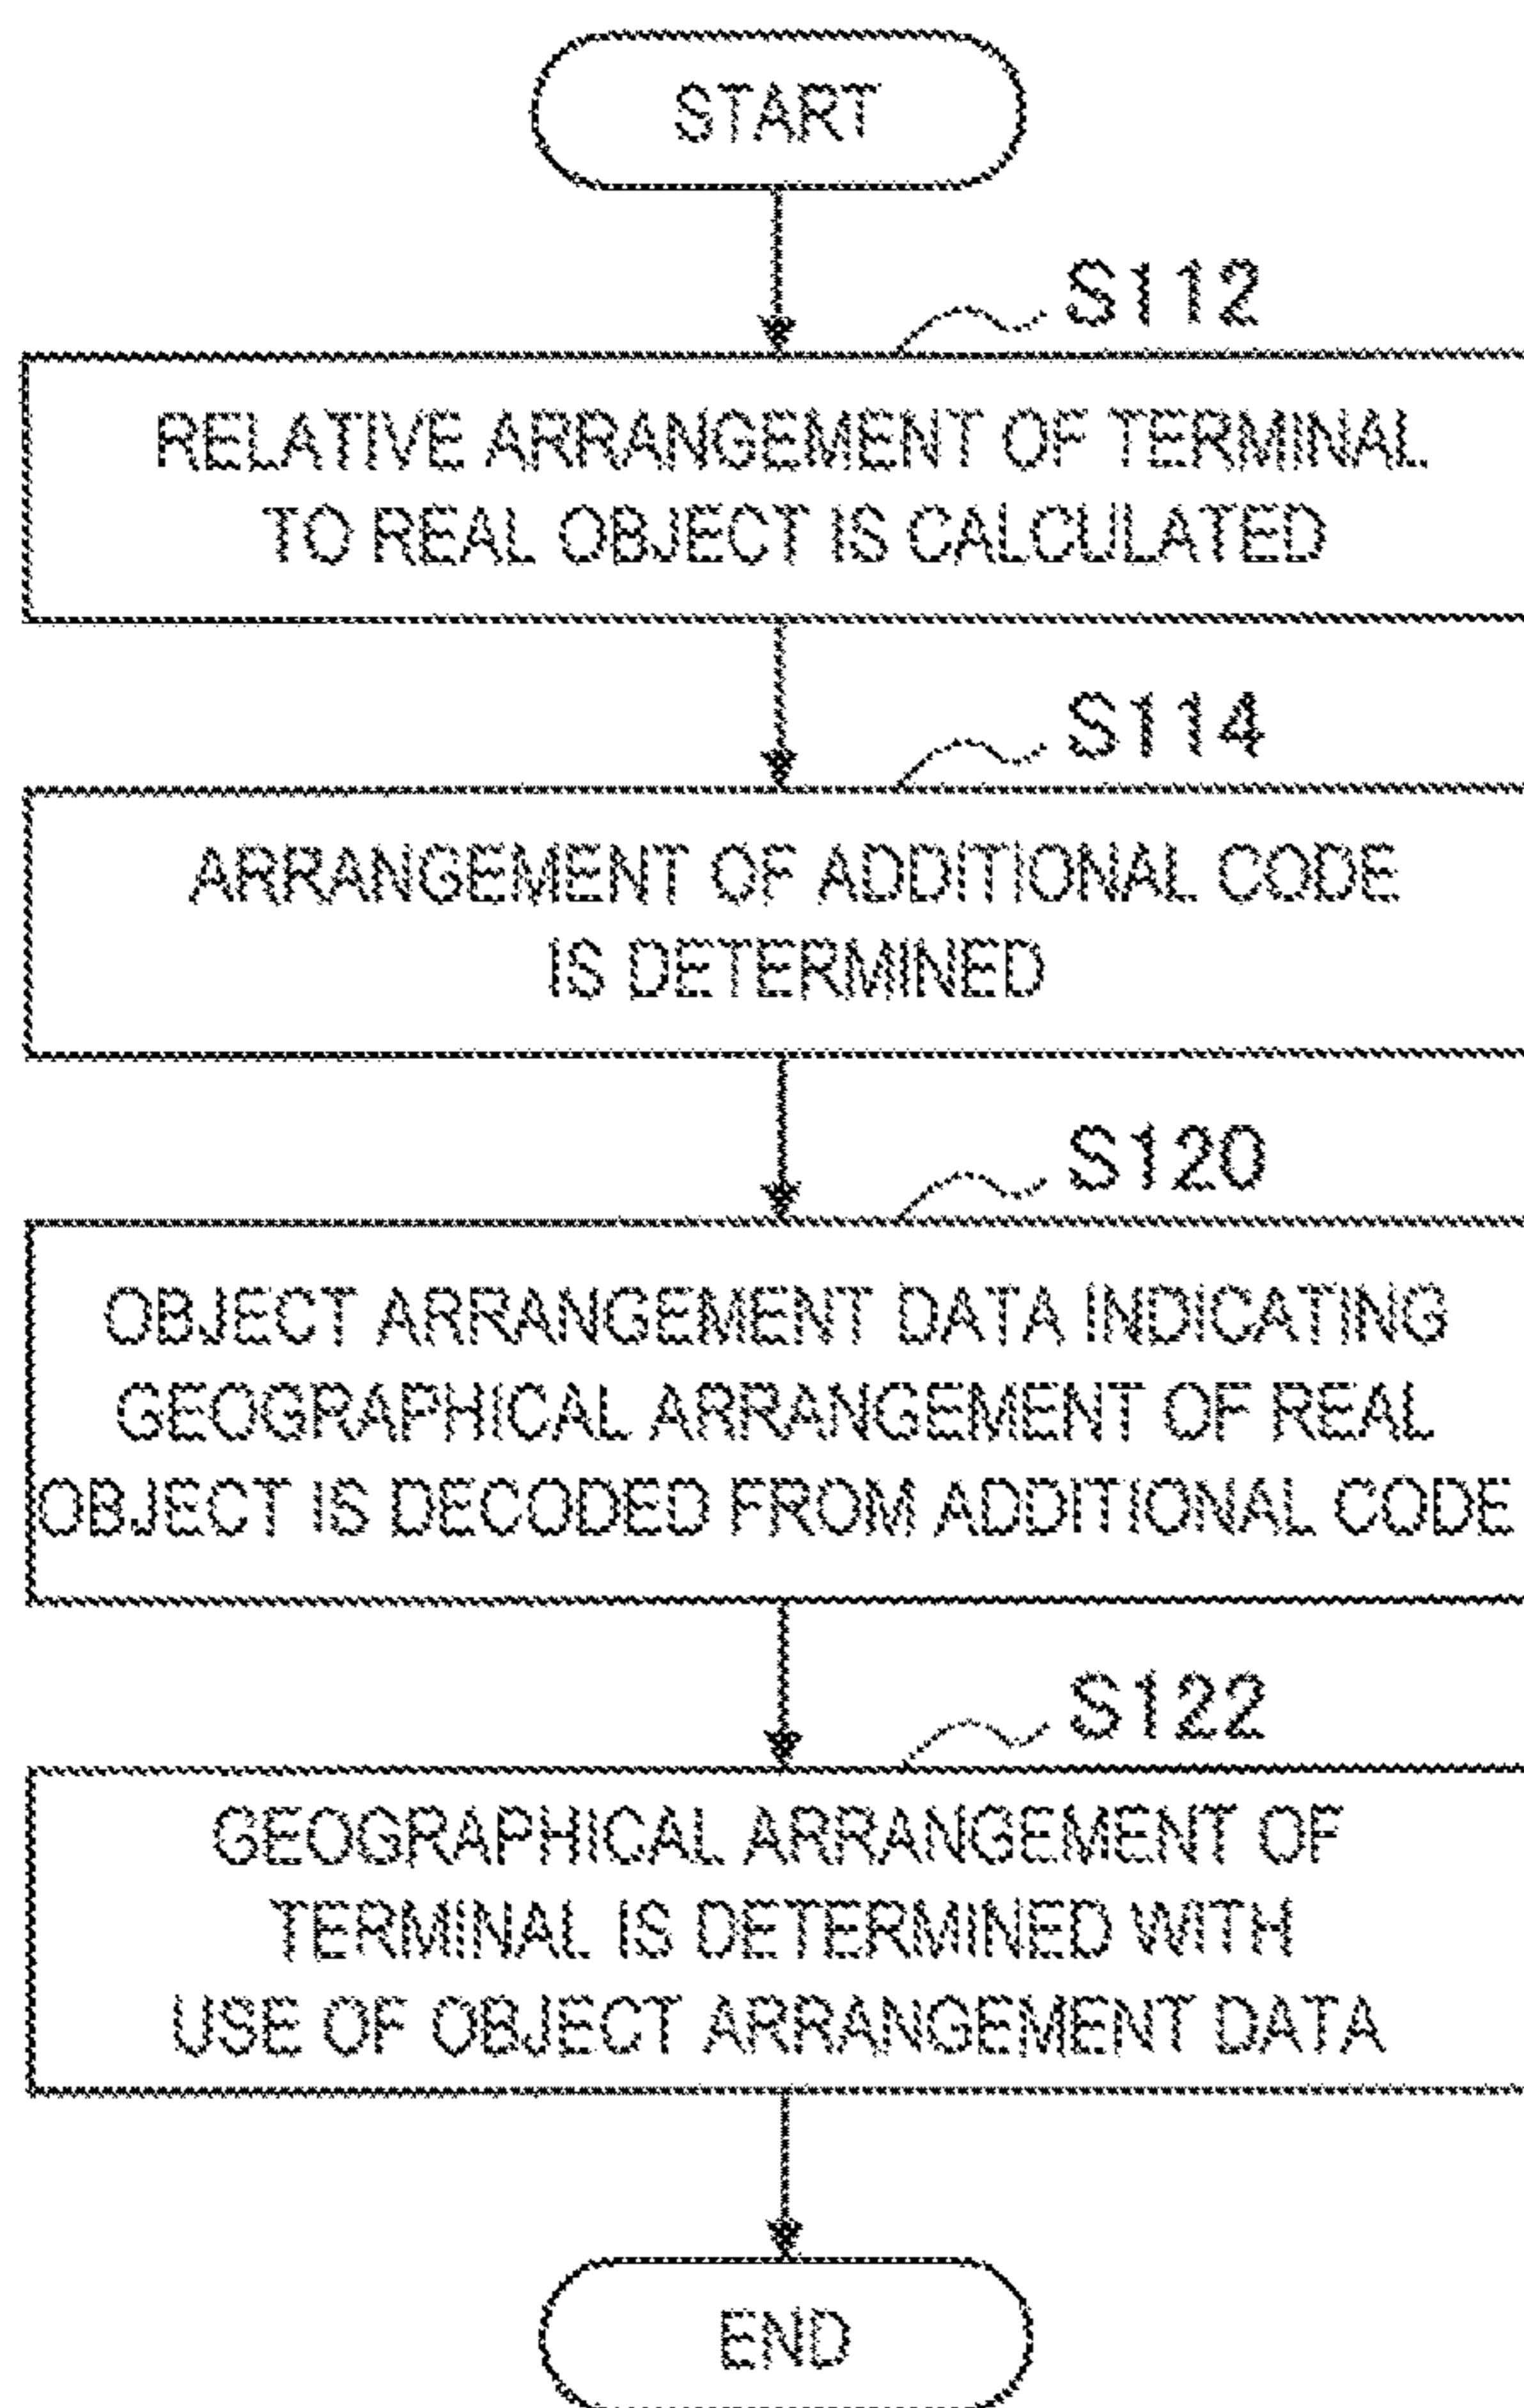 START
S112
RELATIVE ARRANGEMENT OF TERMINAL
TO REAL OBJECT IS CALCULATED
S114
ARRANGEMENT OF ADDITIONAL CODE
IS DETERMINED
S120
OBJECT ARRANGEMENT DATA INDICATING
GEOGRAPHICAL ARRANGEMENT OF REAL
OBJECT IS DECODED FROM ADDITIONAL CODE
S122
GEOGRAPHICAL ARRANGEMENT OF
TERMINAL IS DETERMINED WITH
USE OF OBJECT ARRANGEMENT DATA
END